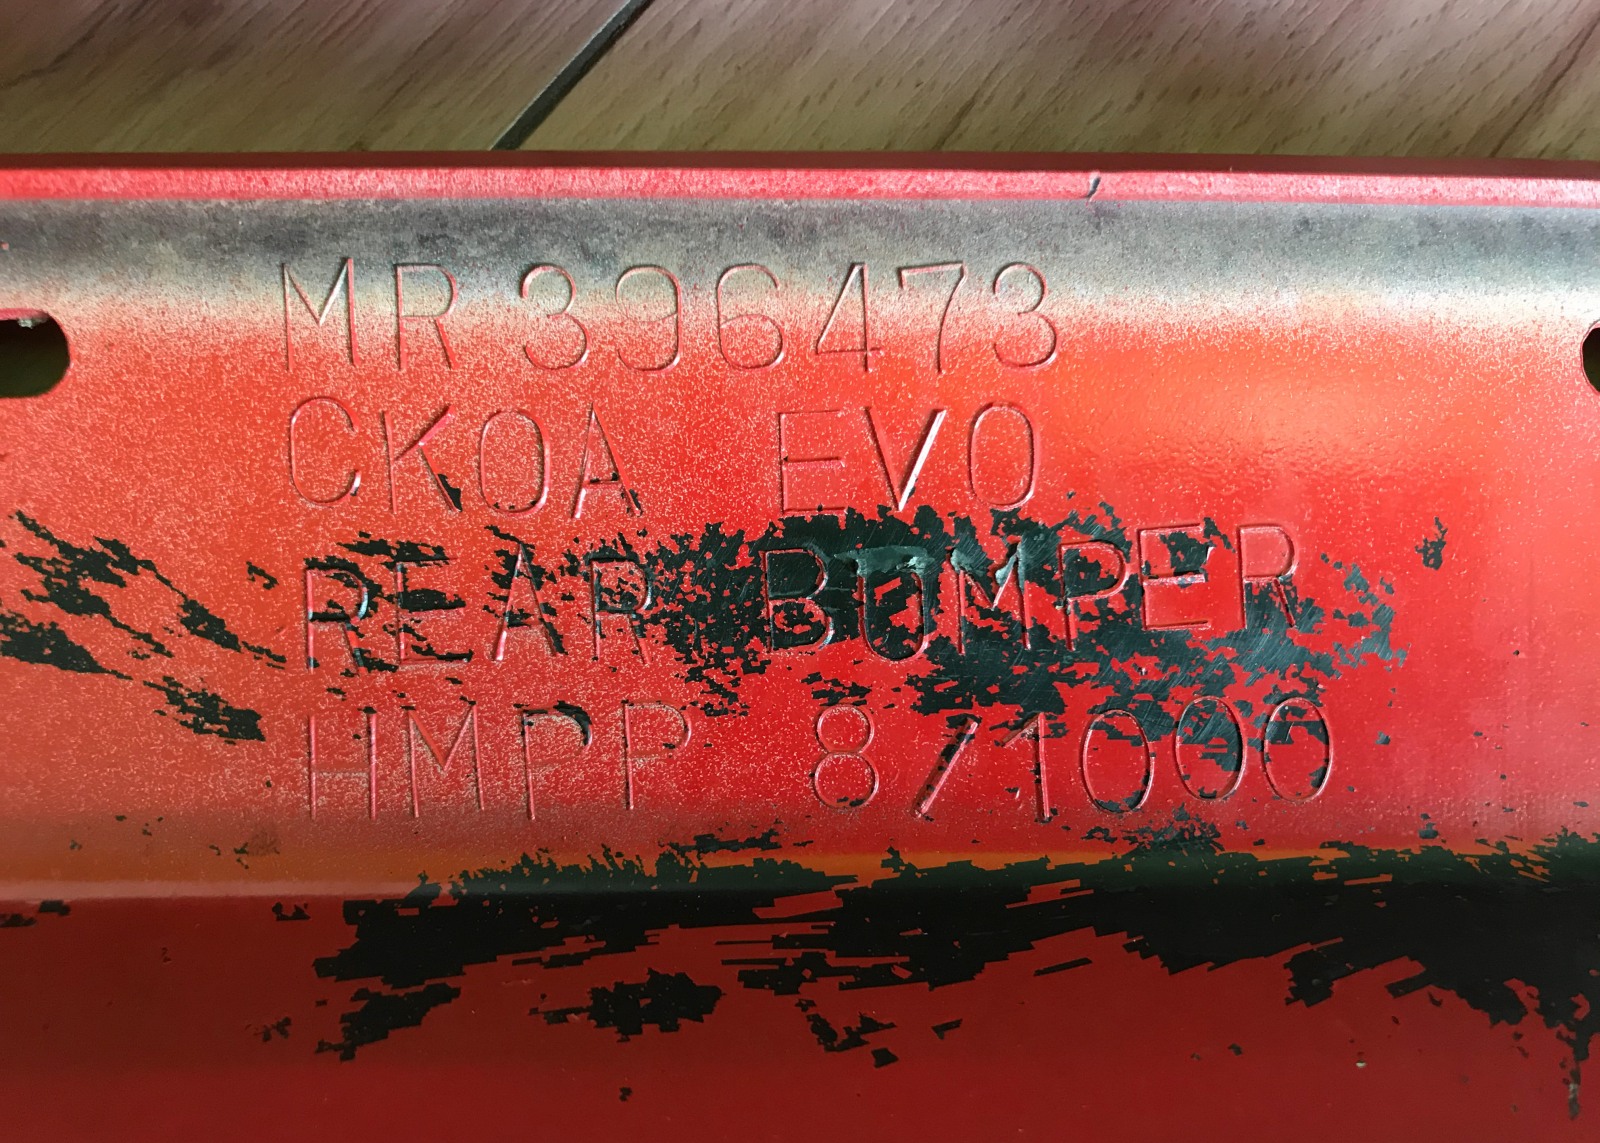 MR396473
CK0A EVO
REAR BUMPER
HMPP 8/1000